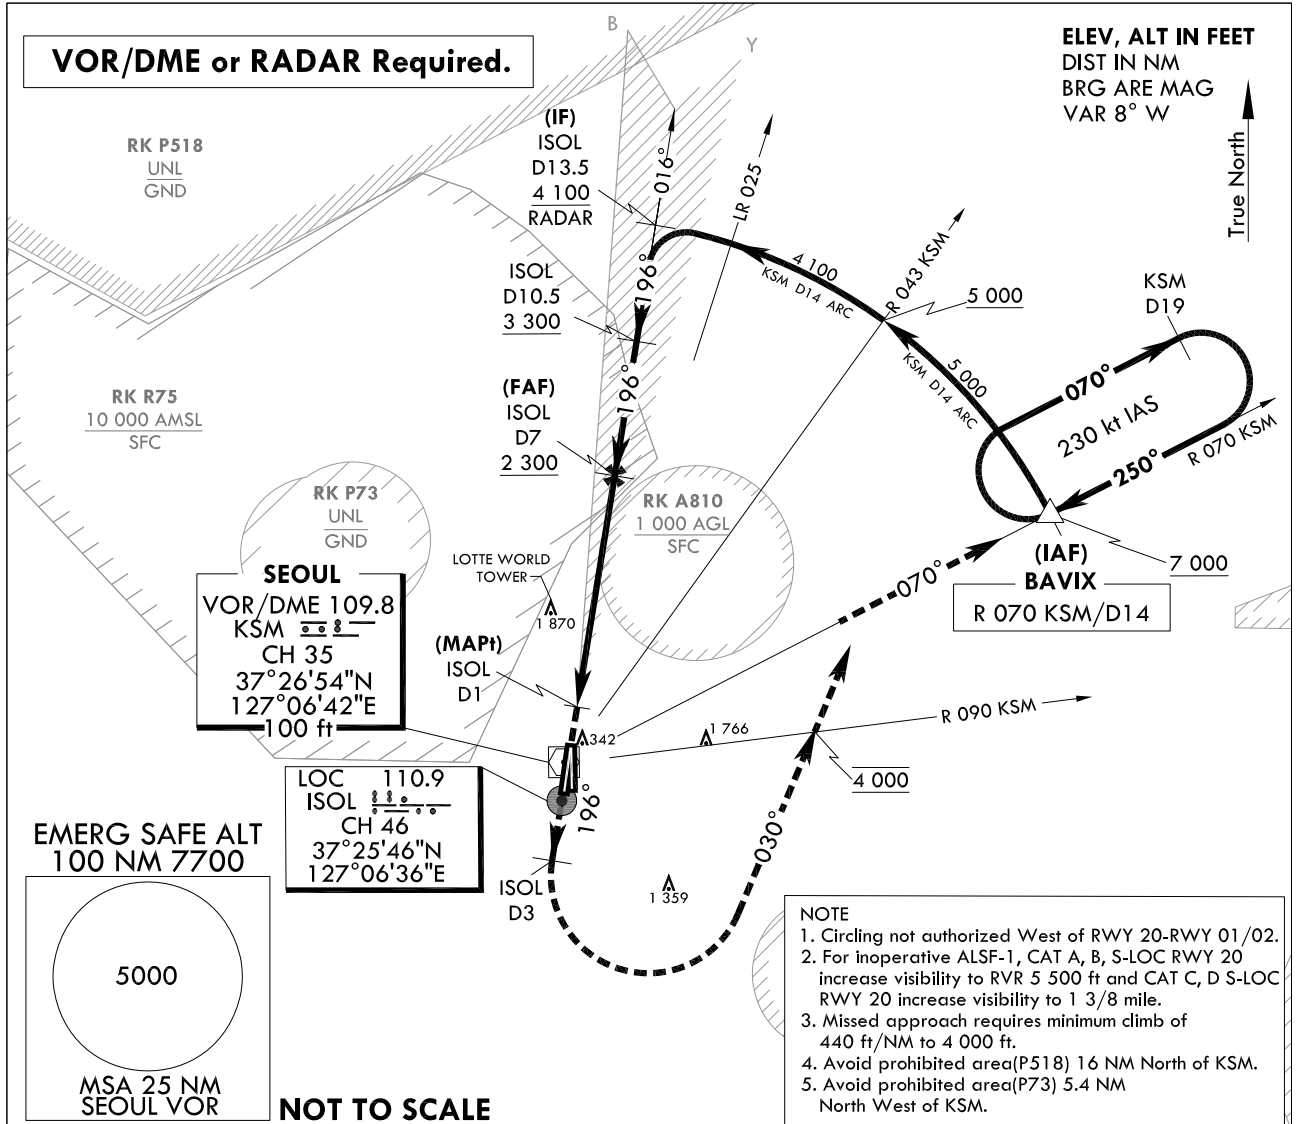 VOR/DME or RADAR Required.
B
Y
ELEV, ALT IN FEET
DIST IN NM
BRG ARE MAG
VAR 8° W
True North
RK P518
UNL
GND
(IF)
ISOL
D13.5
4 100
RADAR
016°
LR 025
196°
4 100
KSM D14 ARC
R 043 KSM
5 000
KSM
D19
ISOL
D10.5
3 300
5 000
KSM D14 ARC
070°
230 kt IAS
250°
R 070 KSM
196°
RK R75
10 000 AMSL
SFC
(FAF)
ISOL
D7
2 300
RK P73
UNL
GND
RK A810
1 000 AGL
SFC
(IAF)
BAVIX
R 070 KSM/D14
7 000
LOTTE WORLD
TOWER
1 870
070°
SEOUL
VOR/DME 109.8
KSM
CH 35
37°26'54"N
127°06'42"E
100 ft
(MAPt)
ISOL
D1
342
1 766
R 090 KSM
4 000
LOC 110.9
ISOL
CH 46
37°25'46"N
127°06'36"E
196°
030°
ISOL
D3
1 359
EMERG SAFE ALT
100 NM 7700
5000
MSA 25 NM
SEOUL VOR
NOT TO SCALE
NOTE
1. Circling not authorized West of RWY 20-RWY 01/02.
2. For inoperative ALSF-1, CAT A, B, S-LOC RWY 20
increase visibility to RVR 5 500 ft and CAT C, D S-LOC
RWY 20 increase visibility to 1 3/8 mile.
3. Missed approach requires minimum climb of
440 ft/NM to 4 000 ft.
4. Avoid prohibited area(P518) 16 NM North of KSM.
5. Avoid prohibited area(P73) 5.4 NM
North West of KSM.